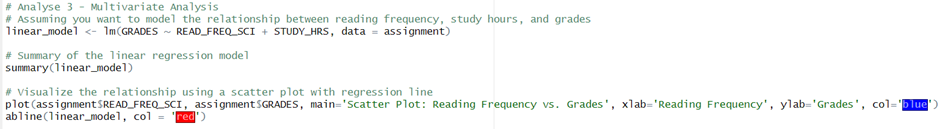 # Analyse 3 - Multivariate Analysis
# Assuming you want to model the relationship between reading frequency, study hours, and grades
linear_model <- lm(GRADES ~ READ_FREQ_SCI + STUDY_HRS, data = assignment)
# Summary of the linear regression model
summary(linear_model)
# Visualize the relationship using a scatter plot with regression line
plot(assignment$READ_FREQ_SCI, assignment$GRADES, main='Scatter Plot: Reading Frequency vs. Grades', xlab='Reading Frequency', ylab='Grades', col='blue')
abline(linear_model, col = 'red')